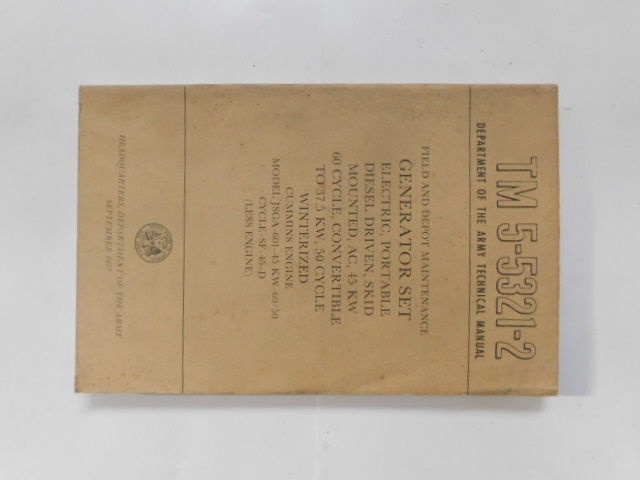 TM 5-5321-2
DEPARTMENT OF THE ARMY TECHNICAL MANUAL
FIELD AND DEPOT MAINTENANCE
GENERATOR SET
ELECTRIC, PORTABLE
DIESEL DRIVEN, SKID
MOUNTED, AC, 45 KW
60 CYCLE, CONVERTIBLE
TO 37.5 KW, 50 CYCLE
WINTERIZED
CUMMINS ENGINE
MODEL JSGA-601-45 KW-60/50
CYCLE-SF-45-D
(LESS ENGINE)
HEADQUARTERS, DEPARTMENT OF THE ARMY
SEPTEMBER 1962